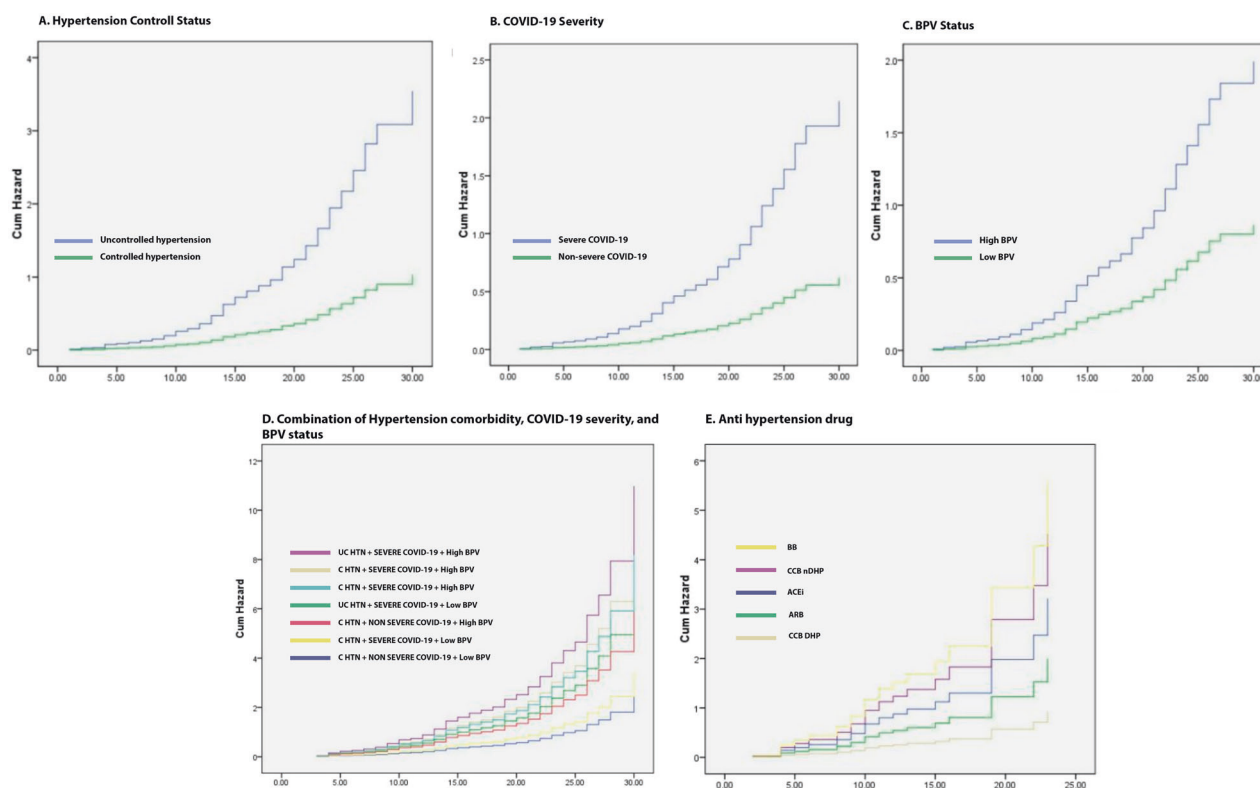 A. Hypertension Controll Status
Cum Hazard
4
3
2
1
0
Uncontrolled hypertension
Controlled hypertension
0.00 5.00 10.00 15.00 20.00 25.00 30.00
B. COVID-19 Severity
Cum Hazard
2.5
2.0
1.5
1.0
0.5
0.0
Severe COVID-19
Non-severe COVID-19
0.00 5.00 10.00 15.00 20.00 25.00 30.00
C. BPV Status
Cum Hazard
2.0
1.5
1.0
0.5
0.0
High BPV
Low BPV
0.00 5.00 10.00 15.00 20.00 25.00 30.00
D. Combination of Hypertension comorbidity, COVID-19 severity, and
BPV status
Cum Hazard
12
10
8
6
4
2
0
UC HTN + SEVERE COVID-19 + High BPV
C HTN + SEVERE COVID-19 + High BPV
C HTN + SEVERE COVID-19 + High BPV
UC HTN + SEVERE COVID-19 + Low BPV
C HTN + NON SEVERE COVID-19 + High BPV
C HTN + SEVERE COVID-19 + Low BPV
C HTN + NON SEVERE COVID-19 + Low BPV
0.00 5.00 10.00 15.00 20.00 25.00 30.00
E. Anti hypertension drug
Cum Hazard
6
5
4
3
2
1
0
BB
CCB nDHP
ACEi
ARB
CCB DHP
0.00 5.00 10.00 15.00 20.00 25.00